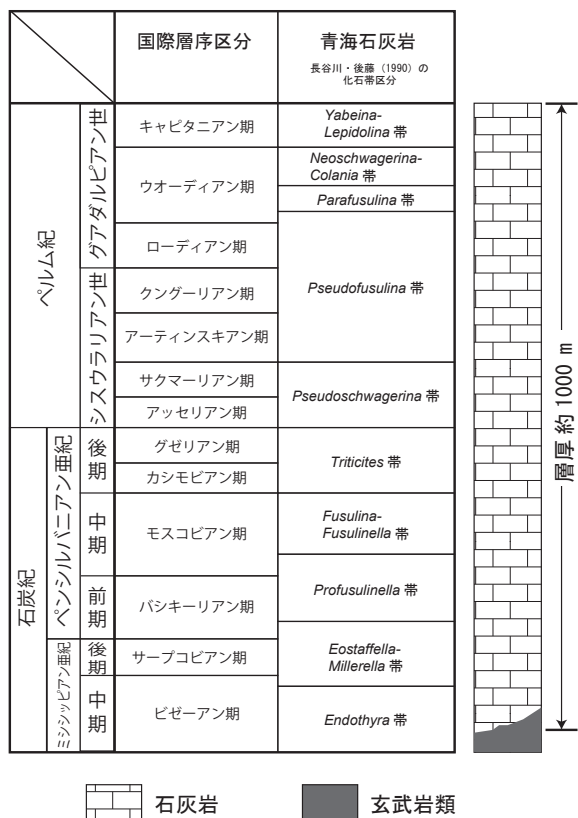 国際層序区分
青海石灰岩
長谷川・後藤（1990）の
化石帯区分
ペルム紀
グアダルピアン世
キャピタニアン期
ウオーディアン期
ローディアン期
シスウラリアン世
クングーリアン期
アーティンスキアン期
サクマーリアン期
アッセリアン期
石炭紀
ペンシルバニアン亜紀
後期
グゼリアン期
カシモビアン期
中期
モスコビアン期
前期
バシキーリアン期
ミシシッピアン亜紀
後期
サープコビアン期
中期
ビゼーアン期
Yabeina-
Lepidolina 帯
Neoschwagerina-
Colania 帯
Parafusulina 帯
Pseudofusulina 帯
Pseudoschwagerina 帯
Triticites 帯
Fusulina-
Fusulinella 帯
Profusulinella 帯
Eostaffella-
Millerella 帯
Endothyra 帯
層厚約1000 m
石灰岩
玄武岩類